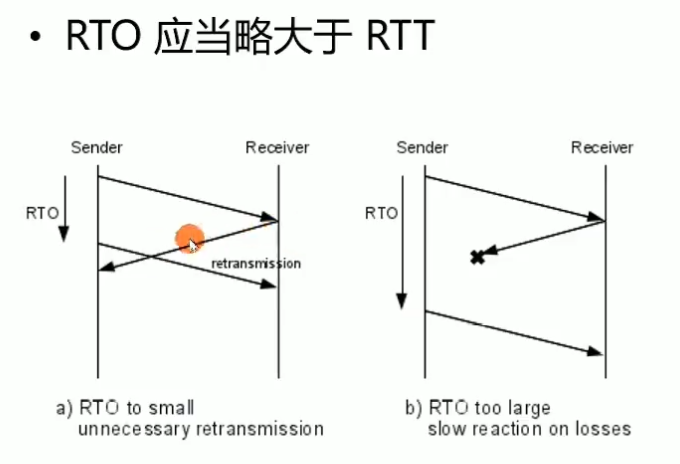 • RTO 应当略大于 RTT
Sender
Receiver
Sender
Receiver
RTO
RTO
retransmission
a) RTO to small
unnecessary retransmission
b) RTO too large
slow reaction on losses